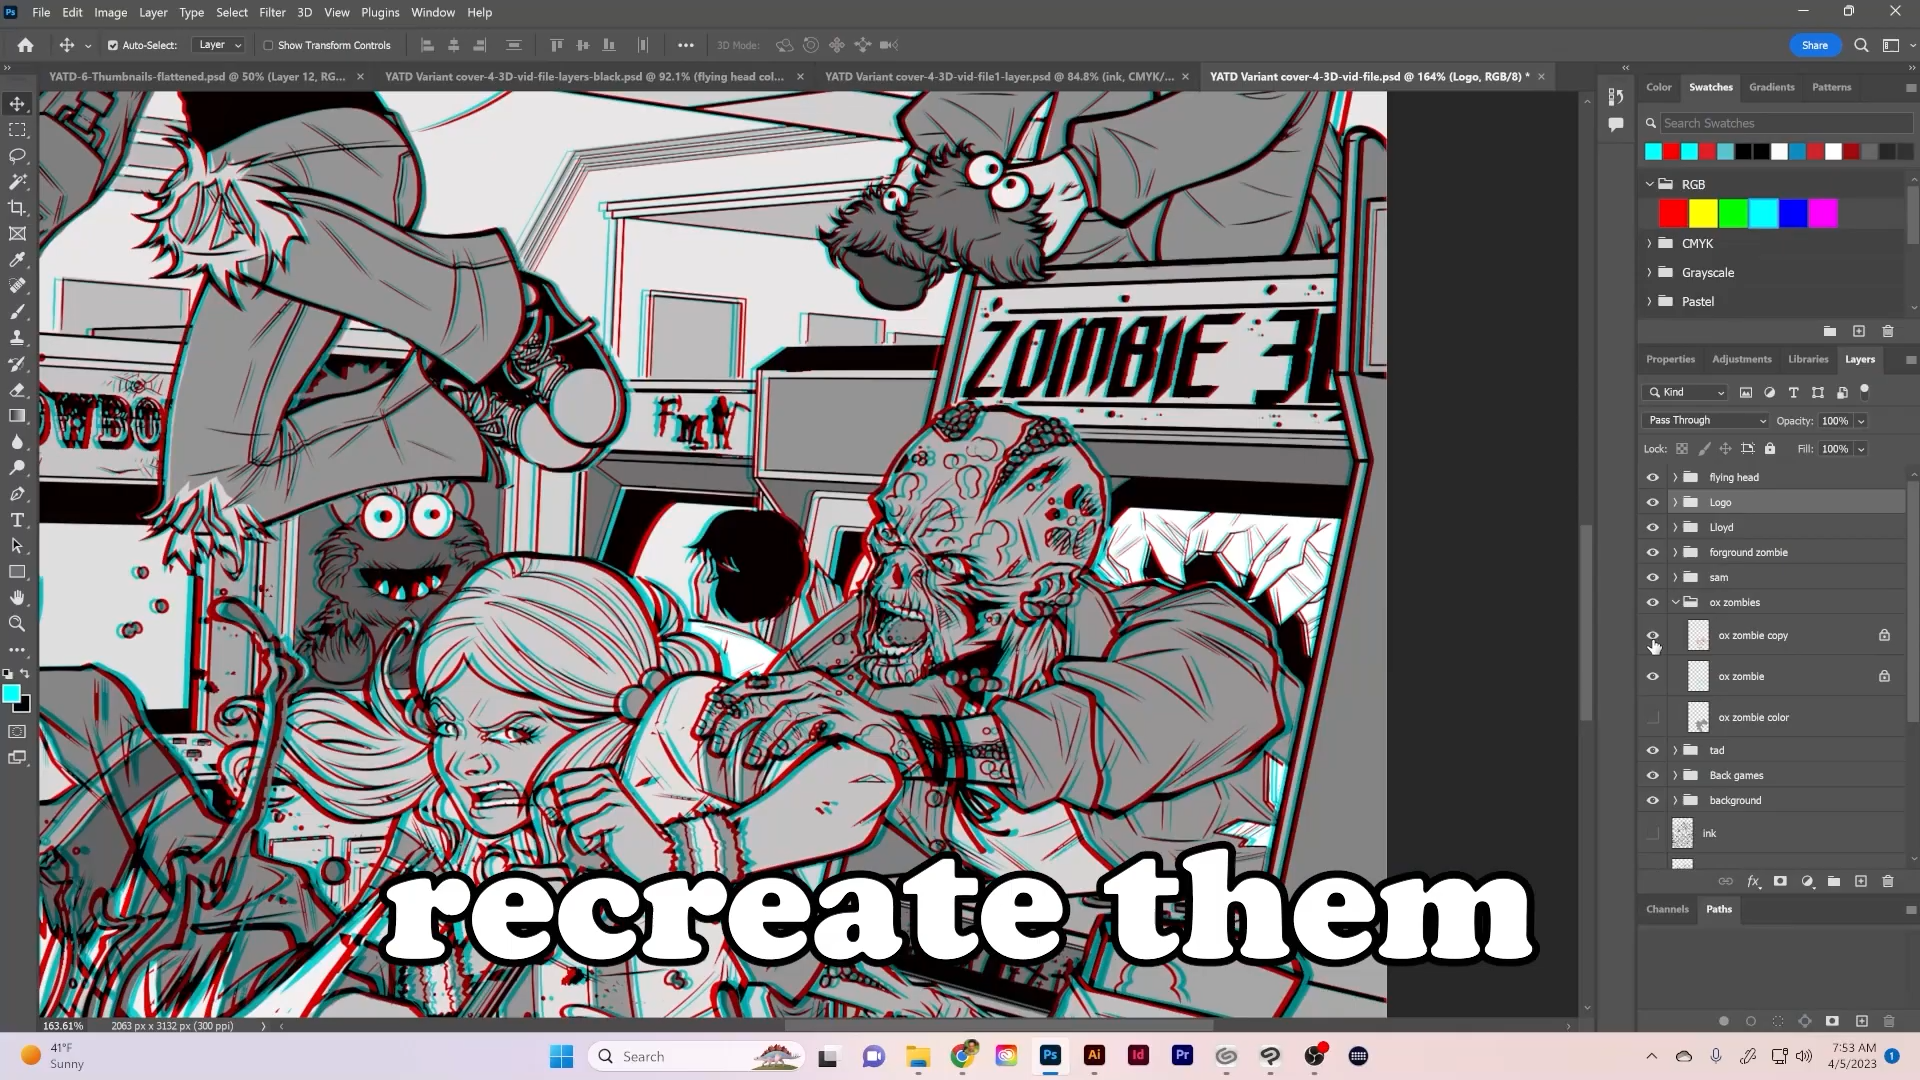 File Edit Image Layer Type Select Filter 3D View Plugins Window Help
Auto-Select: Layer Show Transform Controls 3D Mode: Share
YATD-6-Thumbnails-flattened.psd @ 50% (Layer 12, RG...
YATD Variant cover-4-3D-vid-file-layers-black.psd @ 92.1% (flying head col...
YATD Variant cover-4-3D-vid-file1-layer.psd @ 84.8% (ink, CMYK/...
YATD Variant cover-4-3D-vid-file.psd @ 164% (Logo, RGB/8) *
Color Swatches Gradients Patterns
Search Swatches
RGB
CMYK
Grayscale
Pastel
ZOMBIE 3
FMN
Properties Adjustments Libraries Layers
Kind
Pass Through Opacity: 100%
Lock: Fill: 100%
flying head
Logo
Lloyd
forground zombie
sam
ox zombies
ox zombie copy
ox zombie
ox zombie color
tad
Back games
background
ink
Channels Paths
recreate them
163.61% 2063 px x 3132 px (300 ppi)
41°F
Sunny
Search
7:53 AM
4/5/2023
1